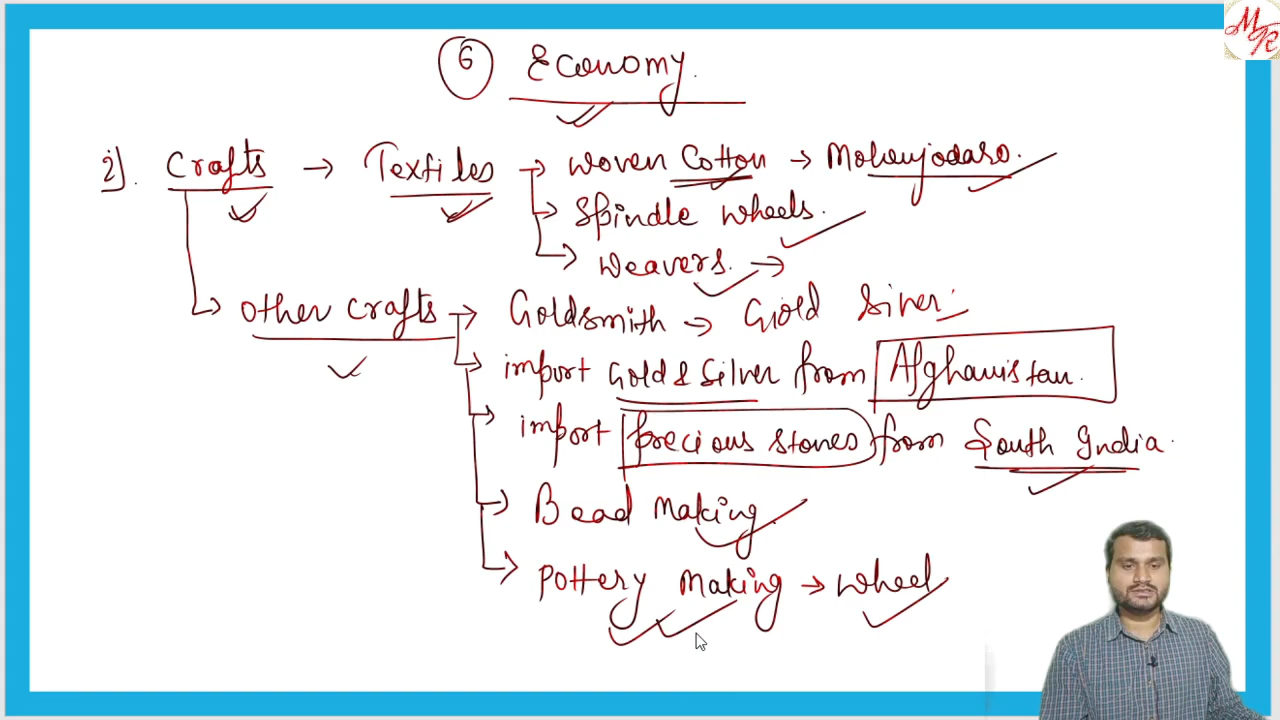 6 Economy.
i). Crafts → Textiles → woven Cotton → Mohenjodaro.
→ Spindle wheels.
→ Weavers. →
→ other crafts → Goldsmith → Gold Silver
→ import Gold & Silver from Afghanistan.
→ import precious stones from South India.
→ Bead Making.
→ Pottery Making → wheel
MR